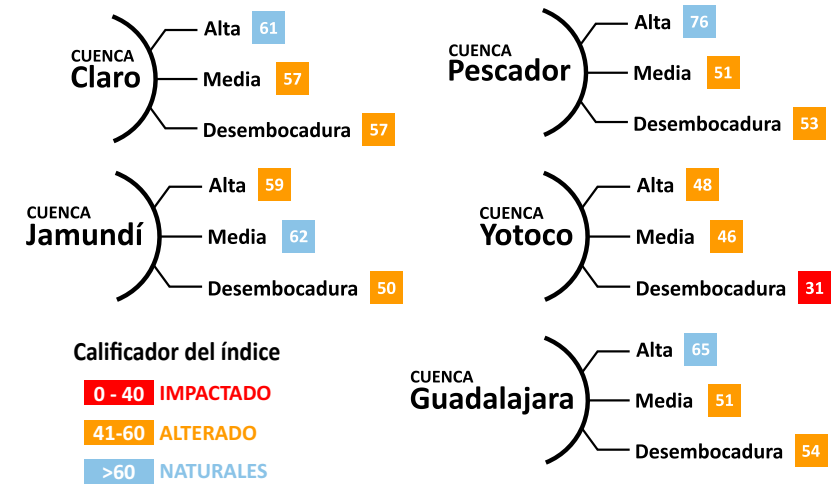 CUENCA
Claro
Alta 61
Media 57
Desembocadura 57
CUENCA
Pescador
Alta 76
Media 51
Desembocadura 53
CUENCA
Jamundí
Alta 59
Media 62
Desembocadura 50
CUENCA
Yotoco
Alta 48
Media 46
Desembocadura 31
Calificador del índice
0 - 40 IMPACTADO
41-60 ALTERADO
>60 NATURALES
CUENCA
Guadalajara
Alta 65
Media 51
Desembocadura 54